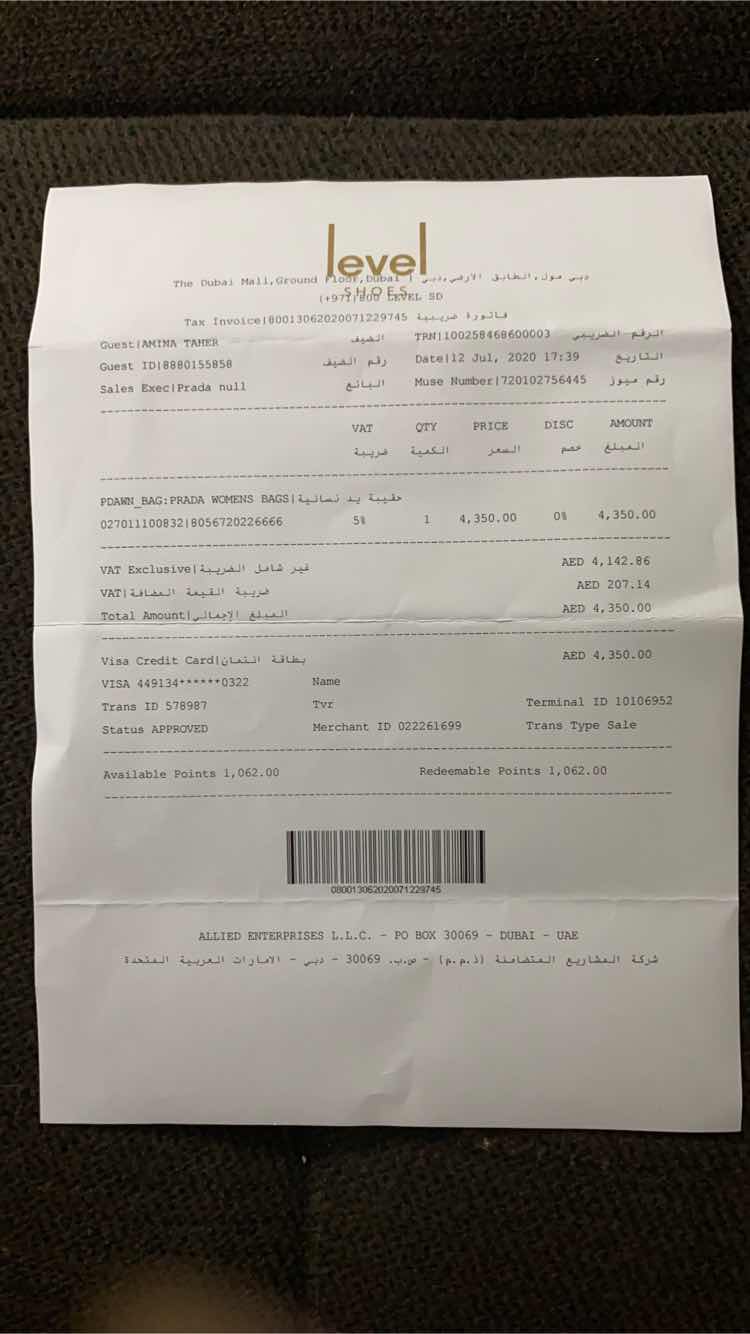 level
SHOES
The Dubai Mall,Ground Floor,Dubai | دبي مول,الطابق الارضي,دبي
(+971)800 LEVEL SD
Tax Invoice|80013062020071229745 فاتورة ضريبية
Guest|AMINA TAHER الضيف TRN|100258468600003 الرقم الضريبي
Guest ID|8880155858 رقم الضيف Date|12 Jul, 2020 17:39 التاريخ
Sales Exec|Prada null البائع Muse Number|720102756445 رقم ميوز
VAT QTY PRICE DISC AMOUNT
ضريبة الكمية السعر خصم المبلغ
PDAWN_BAG:PRADA WOMENS BAGS|حقيبة يد نسائية
027011100832|8056720226666 5% 1 4,350.00 0% 4,350.00
VAT Exclusive|غير شامل الضريبة AED 4,142.86
VAT|ضريبة القيمة المضافة AED 207.14
Total Amount|المبلغ الإجمالي AED 4,350.00
Visa Credit Card|بطاقة ائتمان AED 4,350.00
VISA 449134******0322 Name
Trans ID 578987 Tvr Terminal ID 10106952
Status APPROVED Merchant ID 022261699 Trans Type Sale
Available Points 1,062.00 Redeemable Points 1,062.00
080013062020071229745
ALLIED ENTERPRISES L.L.C. - PO BOX 30069 - DUBAI - UAE
شركة المشاريع المتضامنة (ذ.م.م) - ص.ب. 30069 - دبي - الامارات العربية المتحدة